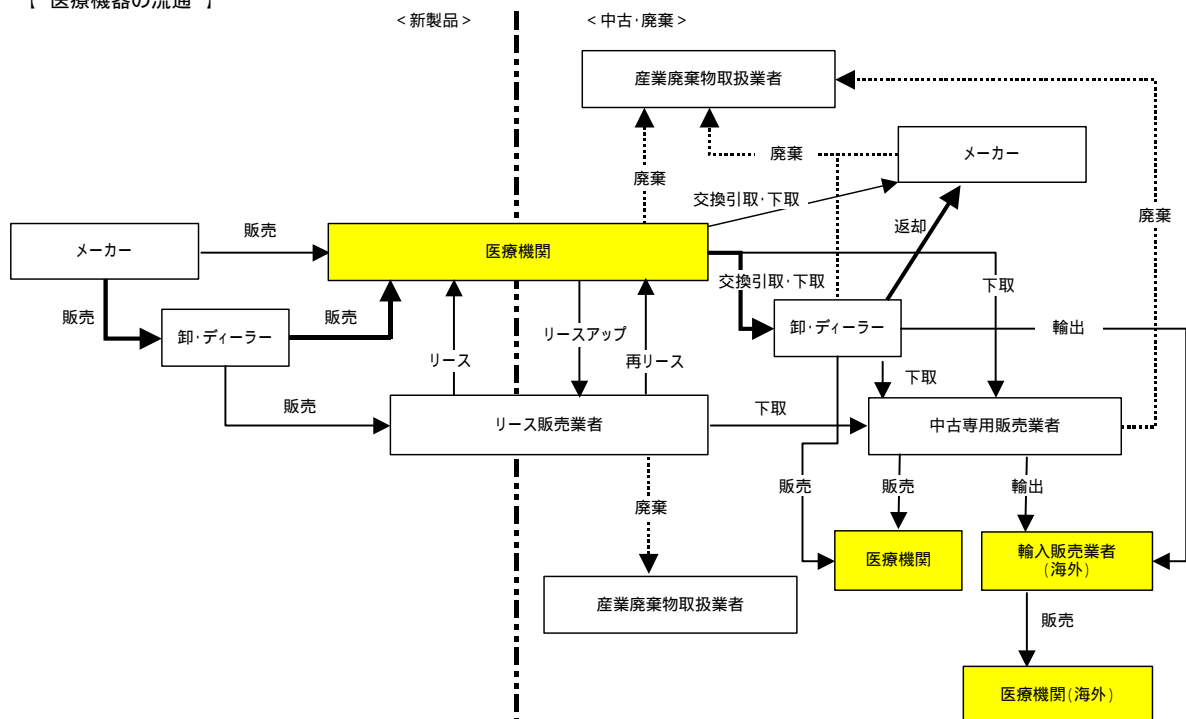 【 医療機器の流通 】
< 新製品 >
< 中古･廃棄 >
産業廃棄物取扱業者
メーカー
廃棄
廃棄
交換引取･下取
廃棄
返却
メーカー
販売
医療機関
交換引取･下取
下取
販売
卸･ディーラー
販売
リース
リースアップ
再リース
卸･ディーラー
輸出
下取
販売
リース販売業者
下取
中古専用販売業者
販売
販売
輸出
廃棄
医療機関
輸入販売業者
(海外)
産業廃棄物取扱業者
販売
医療機関(海外)